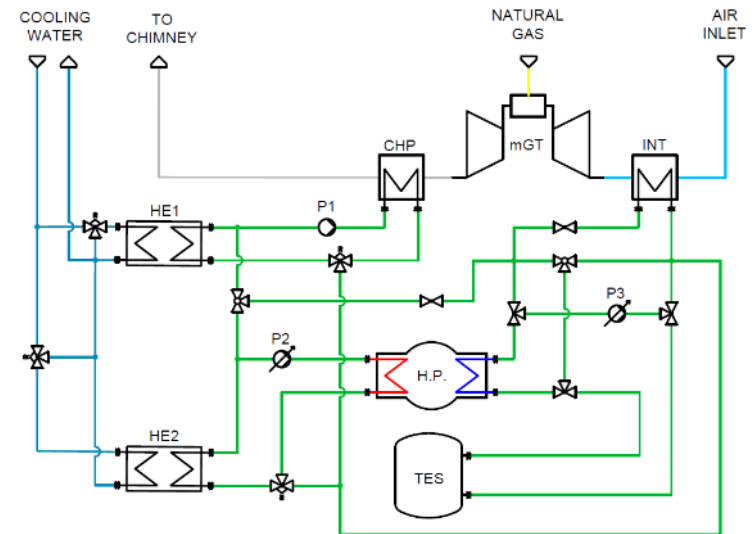 COOLING
WATER
TO
CHIMNEY
NATURAL
GAS
AIR
INLET
CHP
mGT
INT
HE1
P1
P3
P2
H.P.
HE2
TES